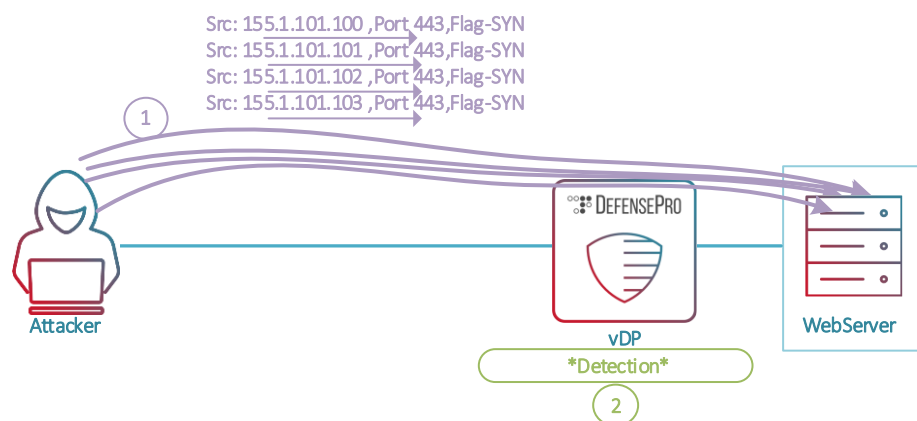 Src: 155.1.101.100 ,Port 443,Flag-SYN
Src: 155.1.101.101 ,Port 443,Flag-SYN
Src: 155.1.101.102 ,Port 443,Flag-SYN
Src: 155.1.101.103 ,Port 443,Flag-SYN
1
DEFENSEPRO
Attacker
vDP
WebServer
*Detection*
2